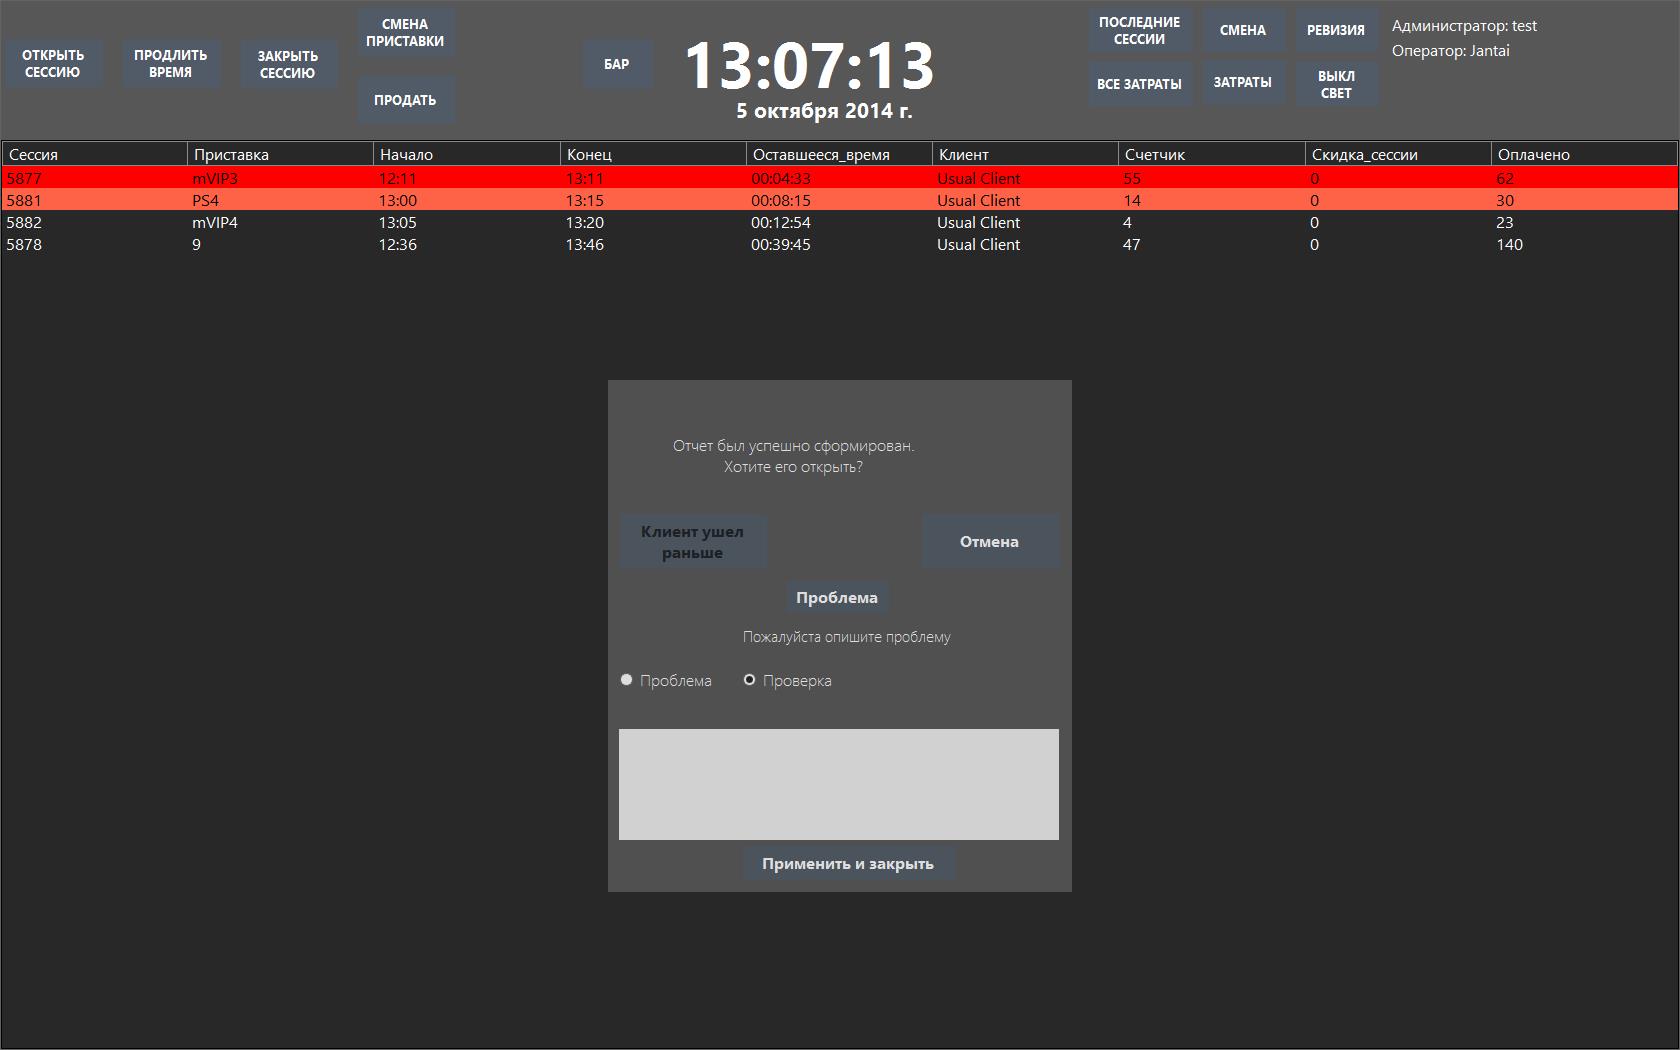 ОТКРЫТЬ
СЕССИЮ
ПРОДЛИТЬ
ВРЕМЯ
ЗАКРЫТЬ
СЕССИЮ
СМЕНА
ПРИСТАВКИ
ПРОДАТЬ
БАР
13:07:13
5 октября 2014 г.
ПОСЛЕДНИЕ
СЕССИИ
СМЕНА
РЕВИЗИЯ
ВСЕ ЗАТРАТЫ
ЗАТРАТЫ
ВЫКЛ
СВЕТ
Администратор: test
Оператор: Jantai
Сессия Приставка Начало Конец Оставшееся_время Клиент Счетчик Скидка_сессии Оплачено
5877 mVIP3 12:11 13:11 00:04:33 Usual Client 55 0 62
5881 PS4 13:00 13:15 00:08:15 Usual Client 14 0 30
5882 mVIP4 13:05 13:20 00:12:54 Usual Client 4 0 23
5878 9 12:36 13:46 00:39:45 Usual Client 47 0 140
Отчет был успешно сформирован.
Хотите его открыть?
Клиент ушел
раньше
Отмена
Проблема
Пожалуйста опишите проблему
Проблема Проверка
Применить и закрыть